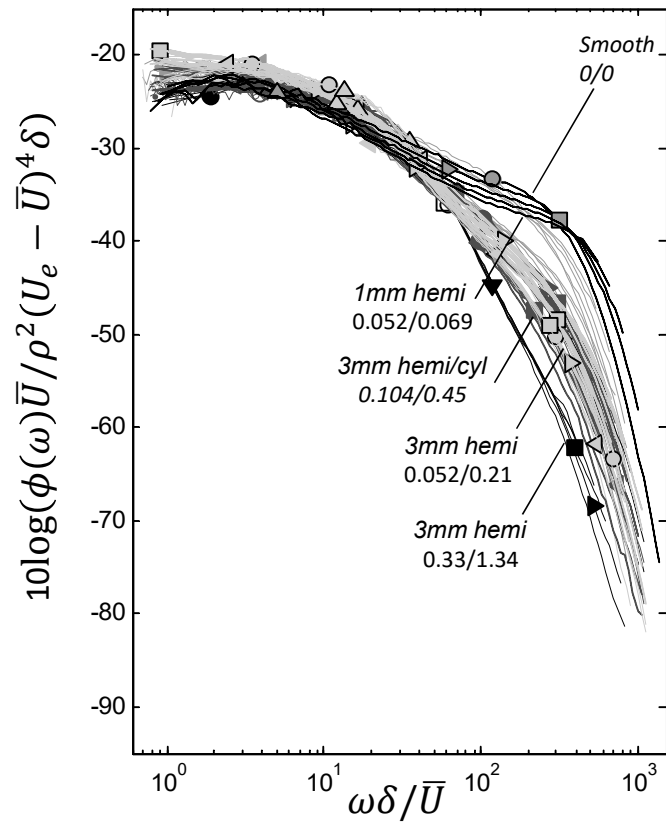 -20
-30
-40
-50
-60
-70
-80
-90
10log(ϕ(ω)U̅/ρ²(Uₑ − U̅)⁴δ)
Smooth
0/0
1mm hemi
0.052/0.069
3mm hemi/cyl
0.104/0.45
3mm hemi
0.052/0.21
3mm hemi
0.33/1.34
10⁰ 10¹ 10² 10³
ωδ/U̅